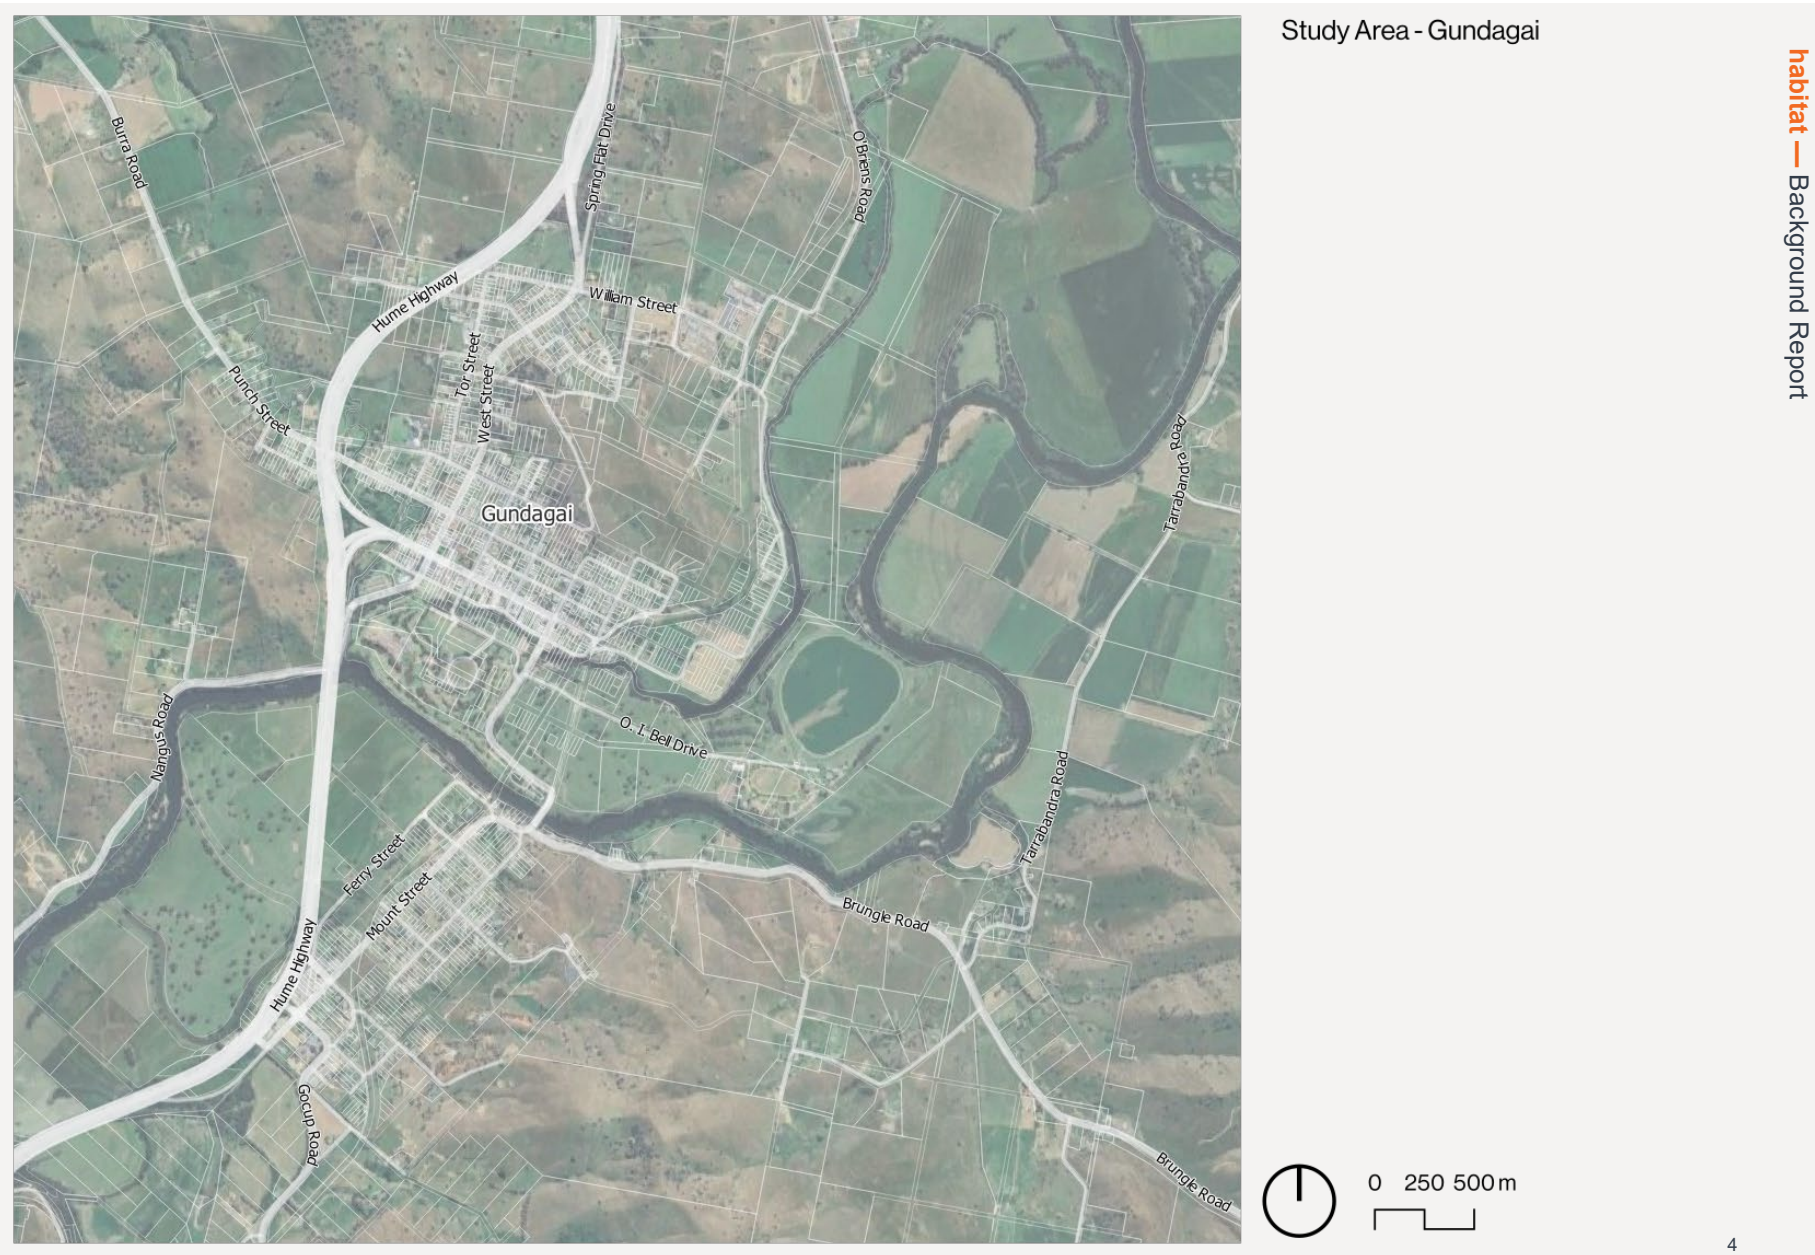 Study Area - Gundagai
habitat — Background Report
Burra Road
Spring Flat Drive
O'Briens Road
Hume Highway
William Street
Tor Street
West Street
Punch Street
Tarrabandra Road
Gundagai
Nangus Road
O. I. Bell Drive
Tarrabandra Road
Ferry Street
Mount Street
Brungle Road
Hume Highway
Gocup Road
Brungle Road
0 250 500 m
4